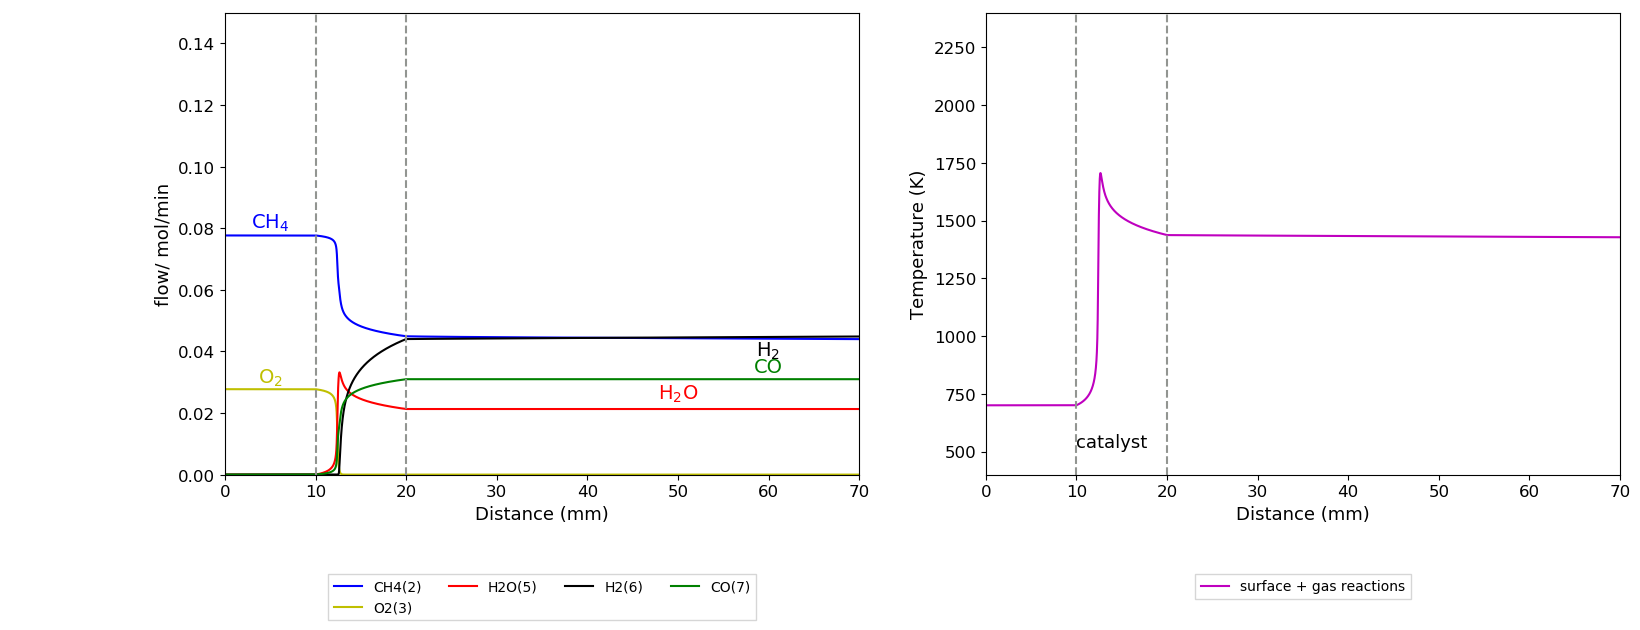 0.14
0.12
0.10
0.08
0.06
0.04
0.02
0.00
flow/ mol/min
CH4
O2
H2
CO
H2O
0 10 20 30 40 50 60 70
Distance (mm)
CH4(2) H2O(5) H2(6) CO(7)
O2(3)
2250
2000
1750
1500
1250
1000
750
500
Temperature (K)
catalyst
0 10 20 30 40 50 60 70
Distance (mm)
surface + gas reactions